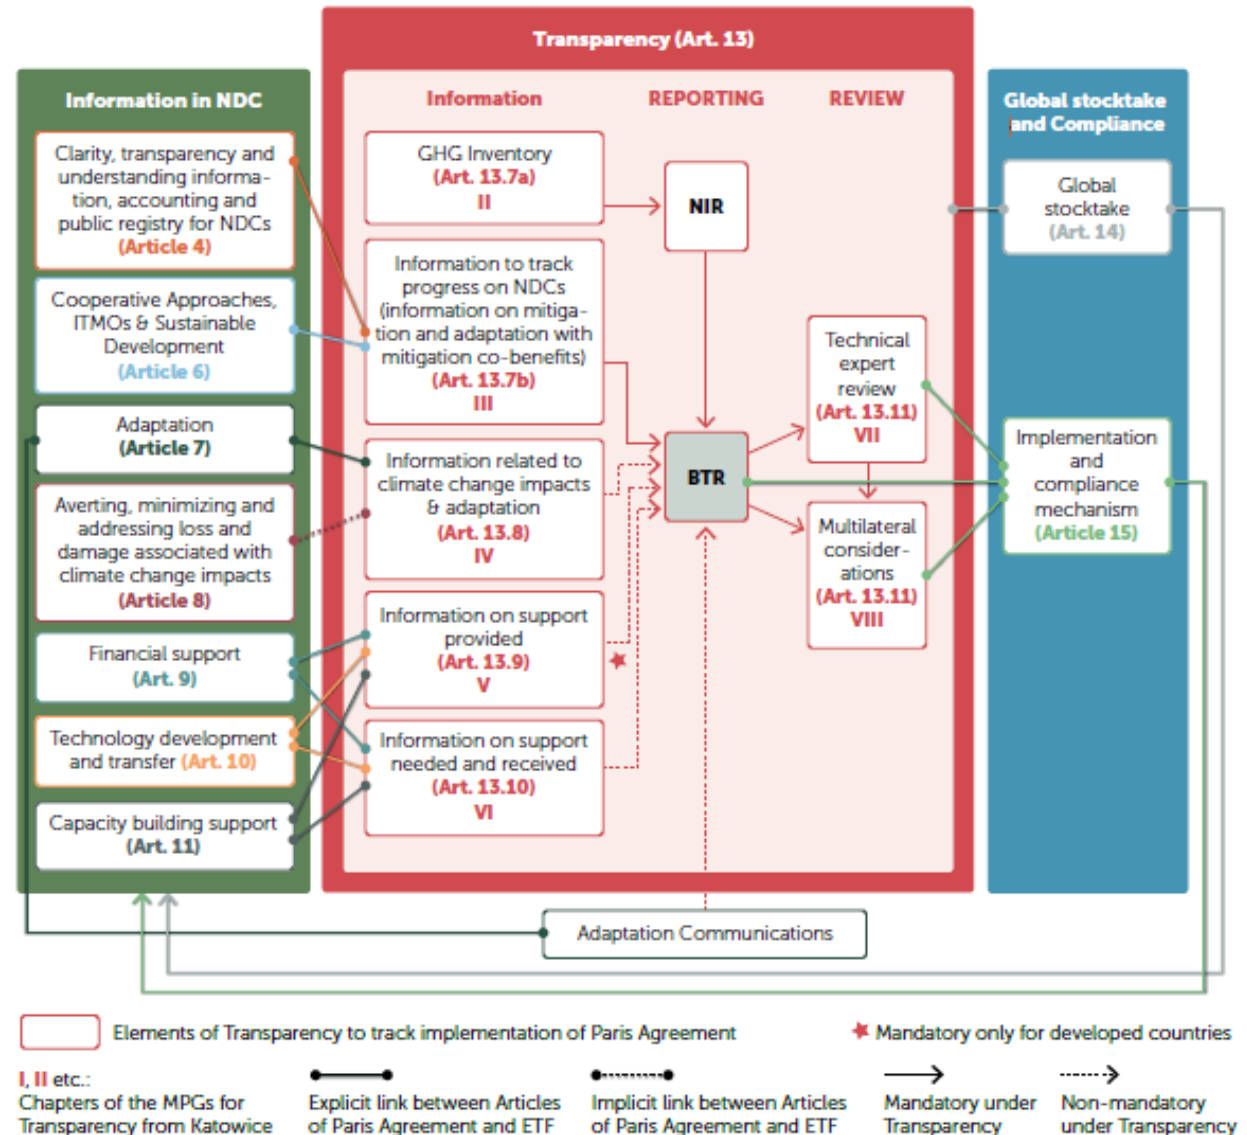 Transparency (Art. 13)
Information in NDC
Clarity, transparency and
understanding informa-
tion, accounting and
public registry for NDCs
(Article 4)
Cooperative Approaches,
ITMOs & Sustainable
Development
(Article 6)
Adaptation
(Article 7)
Averting, minimizing and
addressing loss and
damage associated with
climate change impacts
(Article 8)
Financial support
(Art. 9)
Technology development
and transfer (Art. 10)
Capacity building support
(Art. 11)
Information
GHG Inventory
(Art. 13.7a)
II
Information to track
progress on NDCs
(information on mitiga-
tion and adaptation with
mitigation co-benefits)
(Art. 13.7b)
III
Information related to
climate change impacts
& adaptation
(Art. 13.8)
IV
Information on support
provided
(Art. 13.9)
V
Information on support
needed and received
(Art. 13.10)
VI
REPORTING
NIR
BTR
REVIEW
Technical
expert
review
(Art. 13.11)
VII
Multilateral
consider-
ations
(Art. 13.11)
VIII
Global stocktake
and Compliance
Global
stocktake
(Art. 14)
Implementation
and
compliance
mechanism
(Article 15)
Adaptation Communications
Elements of Transparency to track implementation of Paris Agreement
Mandatory only for developed countries
I, II etc.:
Chapters of the MPGs for
Transparency from Katowice
Explicit link between Articles
of Paris Agreement and ETF
Implicit link between Articles
of Paris Agreement and ETF
Mandatory under
Transparency
Non-mandatory
under Transparency